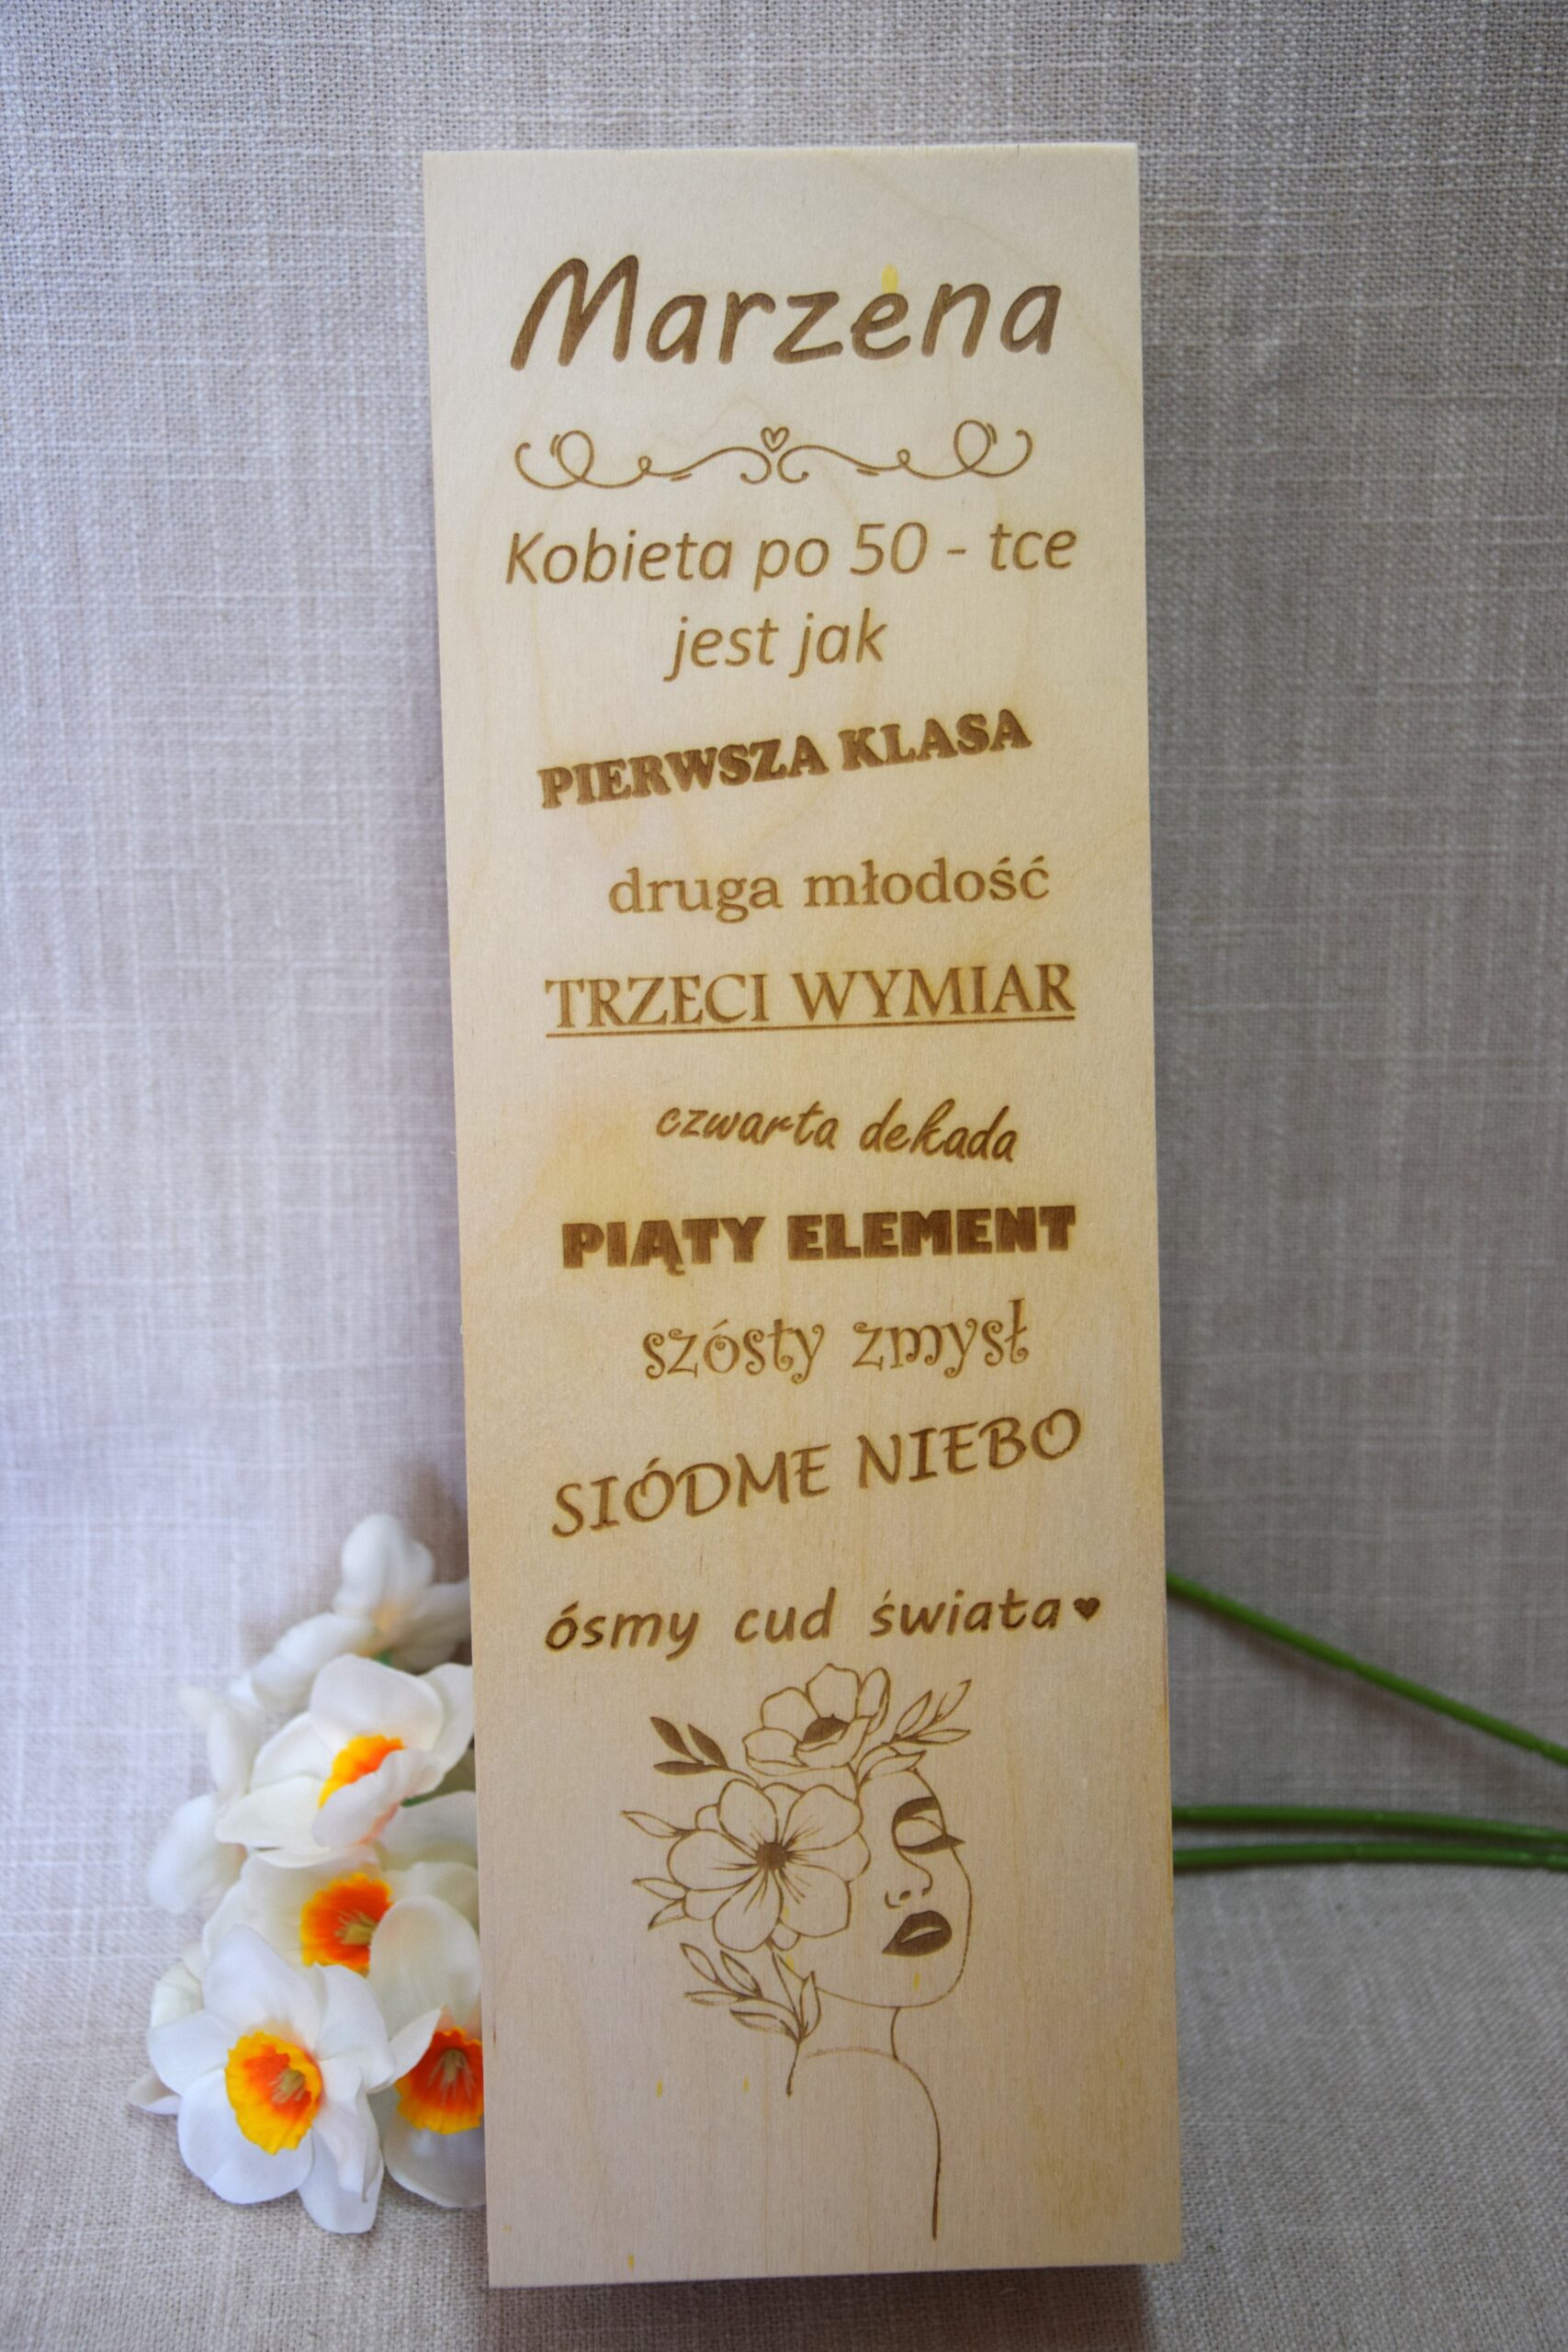 Marzena
Kobieta po 50 - tce
jest jak
PIERWSZA KLASA
druga młodość
TRZECI WYMIAR
czwarta dekada
PIĄTY ELEMENT
szósty zmysł
SIÓDME NIEBO
ósmy cud świata♥